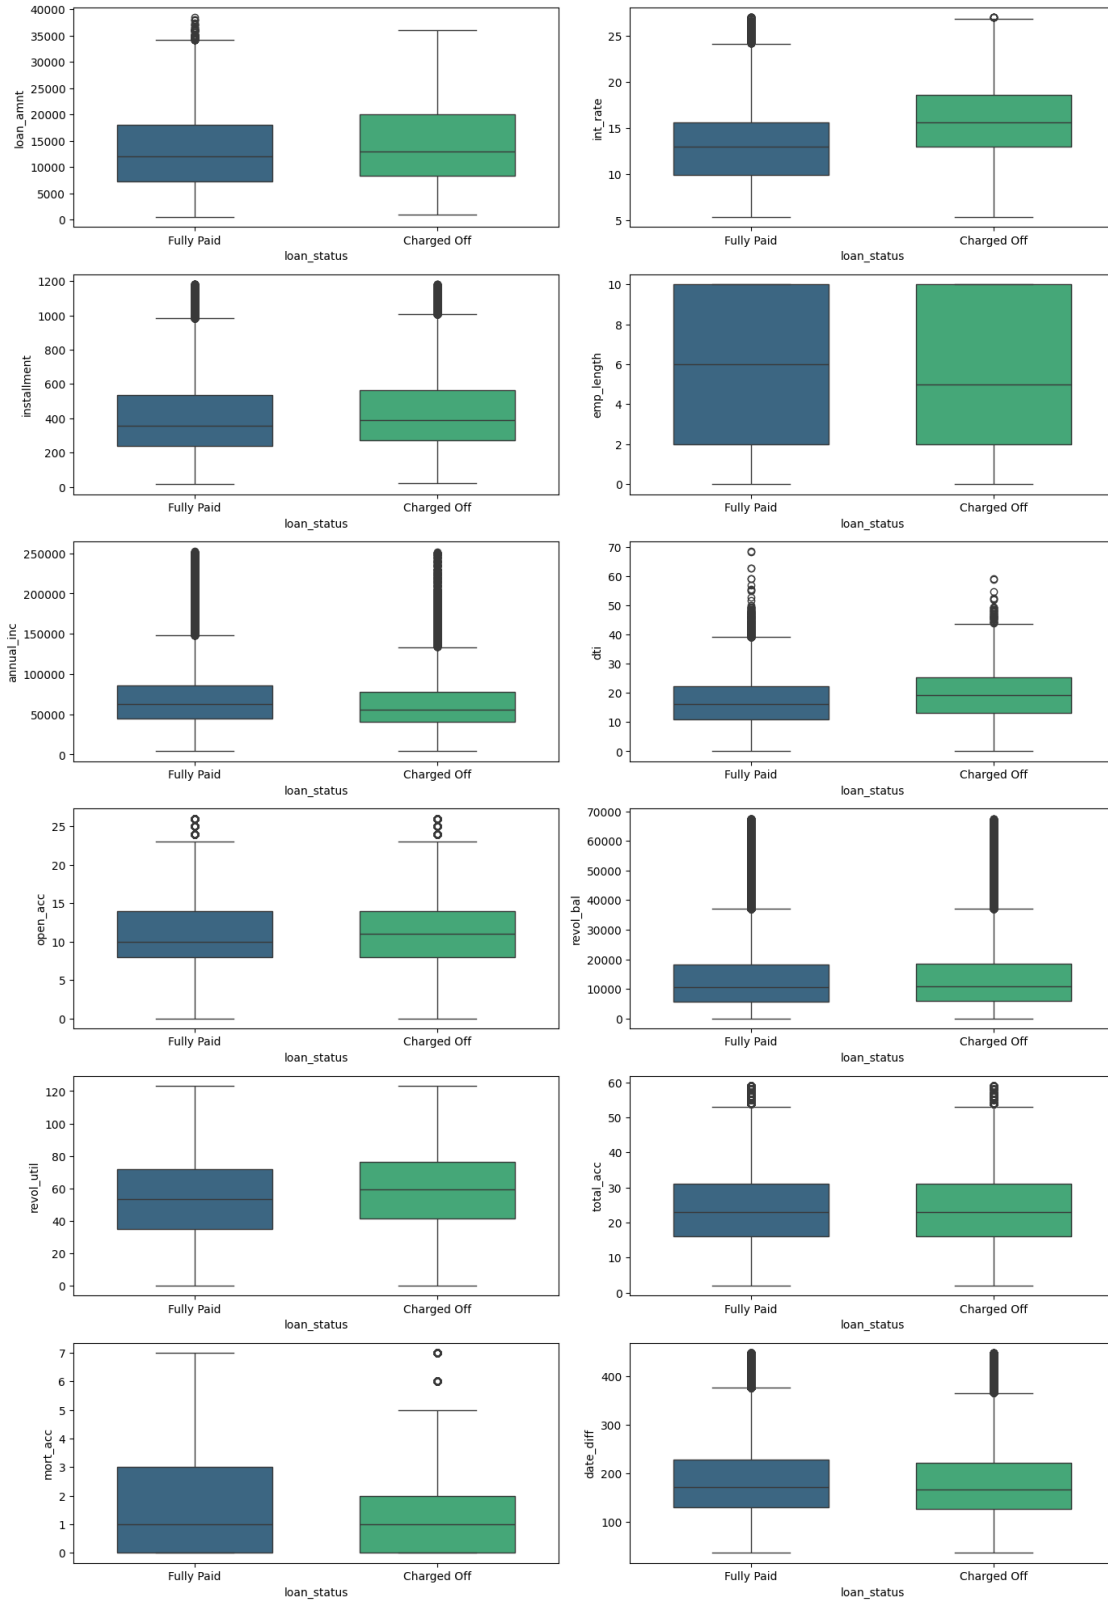 loan_amnt
40000
35000
30000
25000
20000
15000
10000
5000
0
Fully Paid Charged Off
loan_status
int_rate
25
20
15
10
5
Fully Paid Charged Off
loan_status
installment
1200
1000
800
600
400
200
0
Fully Paid Charged Off
loan_status
emp_length
10
8
6
4
2
0
Fully Paid Charged Off
loan_status
annual_inc
250000
200000
150000
100000
50000
0
Fully Paid Charged Off
loan_status
dti
70
60
50
40
30
20
10
0
Fully Paid Charged Off
loan_status
open_acc
25
20
15
10
5
0
Fully Paid Charged Off
loan_status
revol_bal
70000
60000
50000
40000
30000
20000
10000
0
Fully Paid Charged Off
loan_status
revol_util
120
100
80
60
40
20
0
Fully Paid Charged Off
loan_status
total_acc
60
50
40
30
20
10
0
Fully Paid Charged Off
loan_status
mort_acc
7
6
5
4
3
2
1
0
Fully Paid Charged Off
loan_status
date_diff
400
300
200
100
Fully Paid Charged Off
loan_status